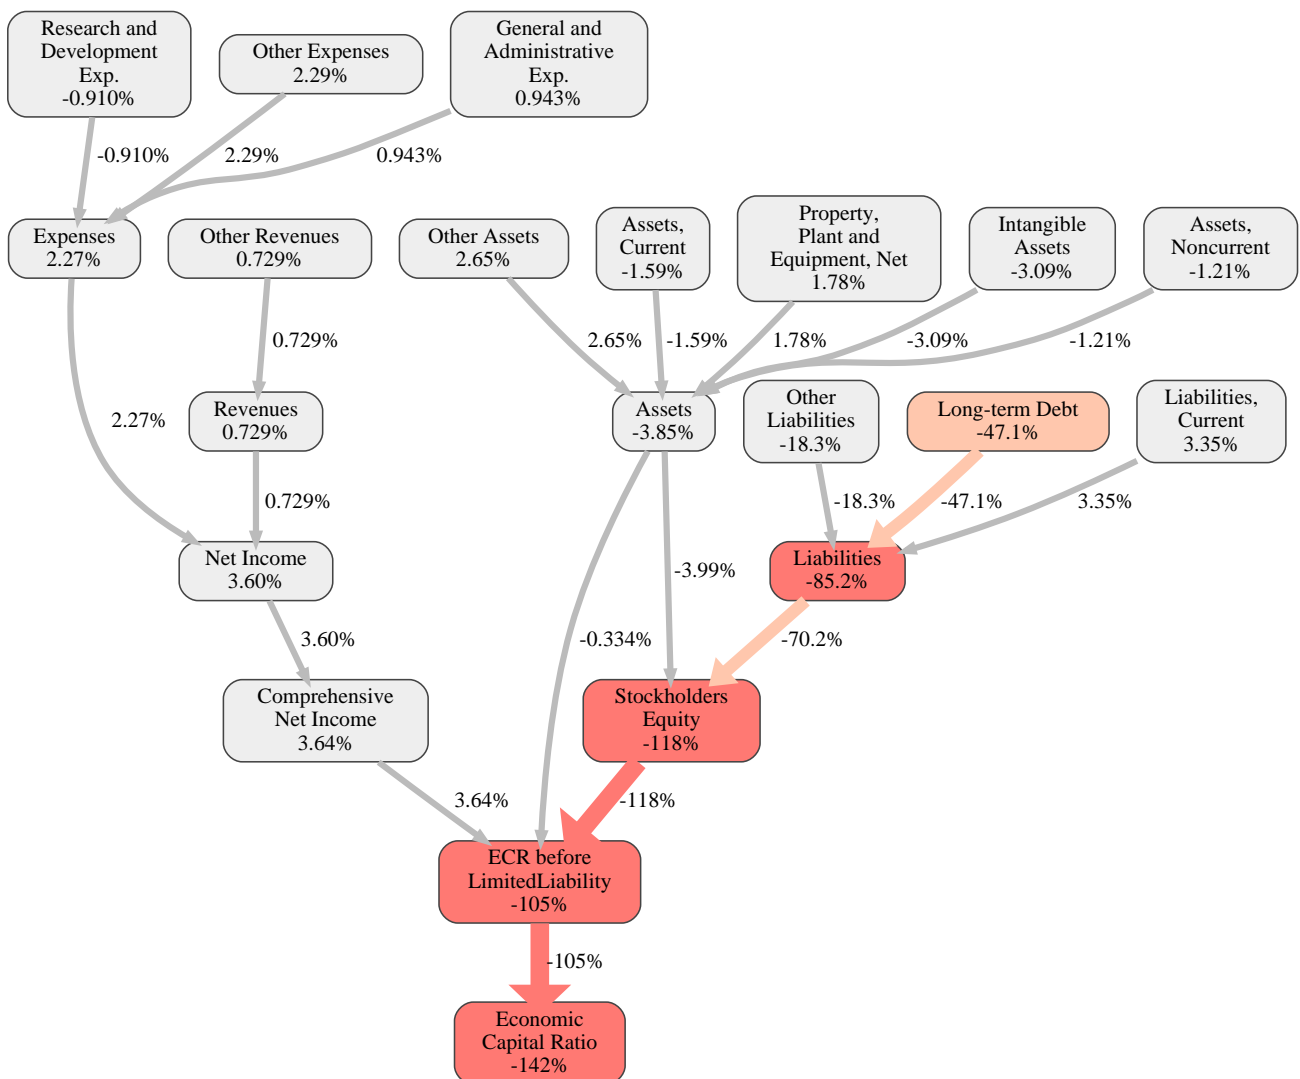 Research and
Development
Exp.
-0.910%
Other Expenses
2.29%
General and
Administrative
Exp.
0.943%
-0.910%
2.29%
0.943%
Expenses
2.27%
Other Revenues
0.729%
Other Assets
2.65%
Assets,
Current
-1.59%
Property,
Plant and
Equipment, Net
1.78%
Intangible
Assets
-3.09%
Assets,
Noncurrent
-1.21%
0.729%
2.65%
-1.59%
1.78%
-3.09%
-1.21%
2.27%
Revenues
0.729%
Assets
-3.85%
Other
Liabilities
-18.3%
Long-term Debt
-47.1%
Liabilities,
Current
3.35%
0.729%
-18.3%
-47.1%
3.35%
Net Income
3.60%
-3.99%
Liabilities
-85.2%
3.60%
-0.334%
-70.2%
Comprehensive
Net Income
3.64%
Stockholders
Equity
-118%
3.64%
-118%
ECR before
LimitedLiability
-105%
-105%
Economic
Capital Ratio
-142%